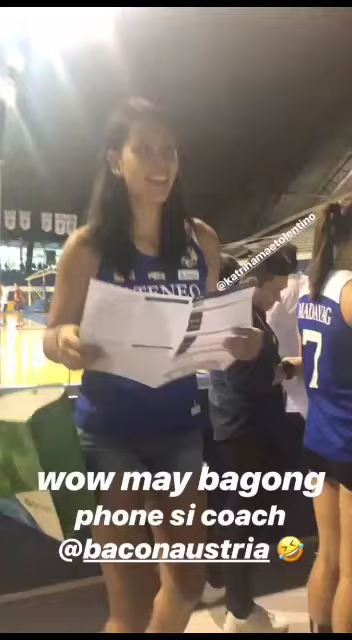 @katrinamaetolentino
ATENEO
MADAYAG
7
wow may bagong
phone si coach
@baconaustria 🤣